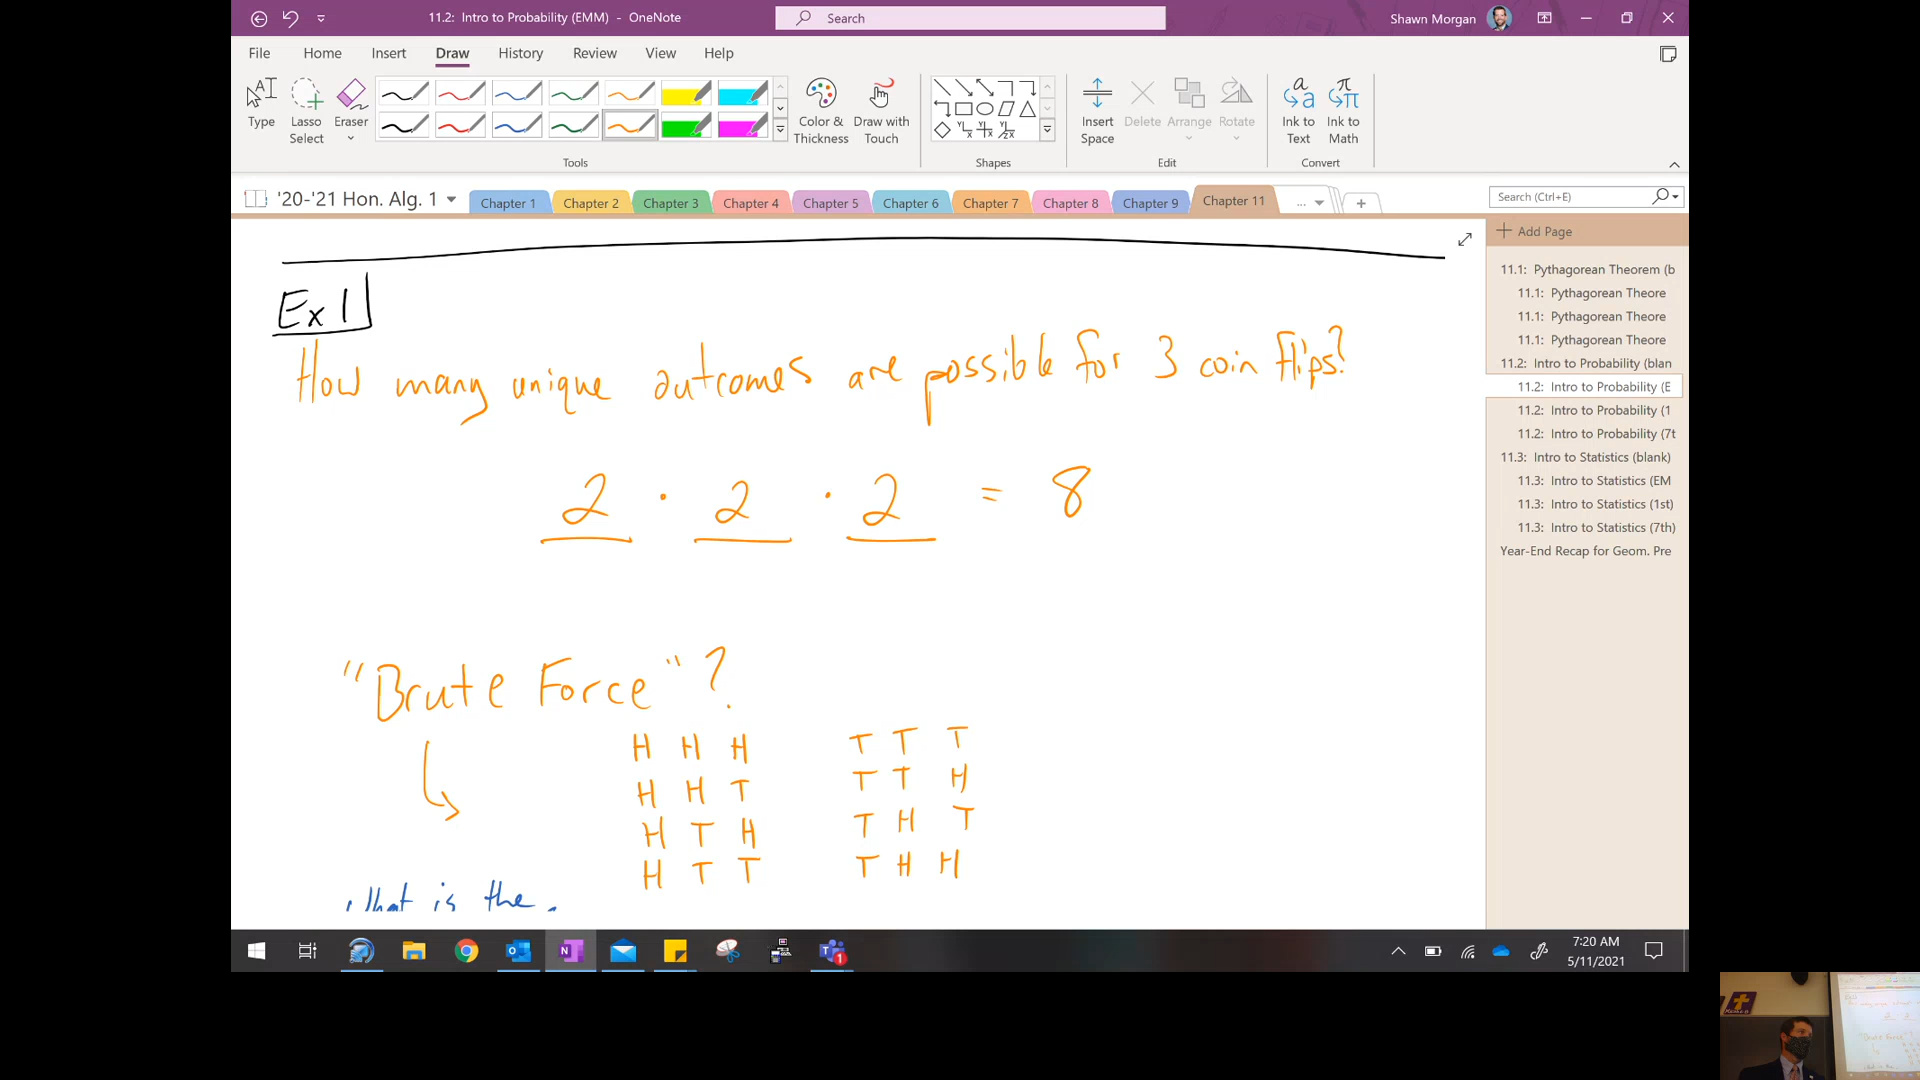 11.2: Intro to Probability (EMM) - OneNote
Search
Shawn Morgan
File Home Insert Draw History Review View Help
Type
Lasso Select
Eraser
Color & Thickness
Draw with Touch
Insert Space
Delete
Arrange
Rotate
Ink to Text
Ink to Math
Tools Shapes Edit Convert
'20-'21 Hon. Alg. 1
Chapter 1 Chapter 2 Chapter 3 Chapter 4 Chapter 5 Chapter 6 Chapter 7 Chapter 8 Chapter 9 Chapter 11 ...
Search (Ctrl+E)
Ex 1
How many unique outcomes are possible for 3 coin flips?
2 · 2 · 2 = 8
"Brute Force"?
H H H T T T
H H T T T H
H T H T H T
H T T T H H
What is the
Add Page
11.1: Pythagorean Theorem (b
11.1: Pythagorean Theore
11.1: Pythagorean Theore
11.1: Pythagorean Theore
11.2: Intro to Probability (blan
11.2: Intro to Probability (E
11.2: Intro to Probability (1
11.2: Intro to Probability (7t
11.3: Intro to Statistics (blank)
11.3: Intro to Statistics (EM
11.3: Intro to Statistics (1st)
11.3: Intro to Statistics (7th)
Year-End Recap for Geom. Pre
7:20 AM
5/11/2021